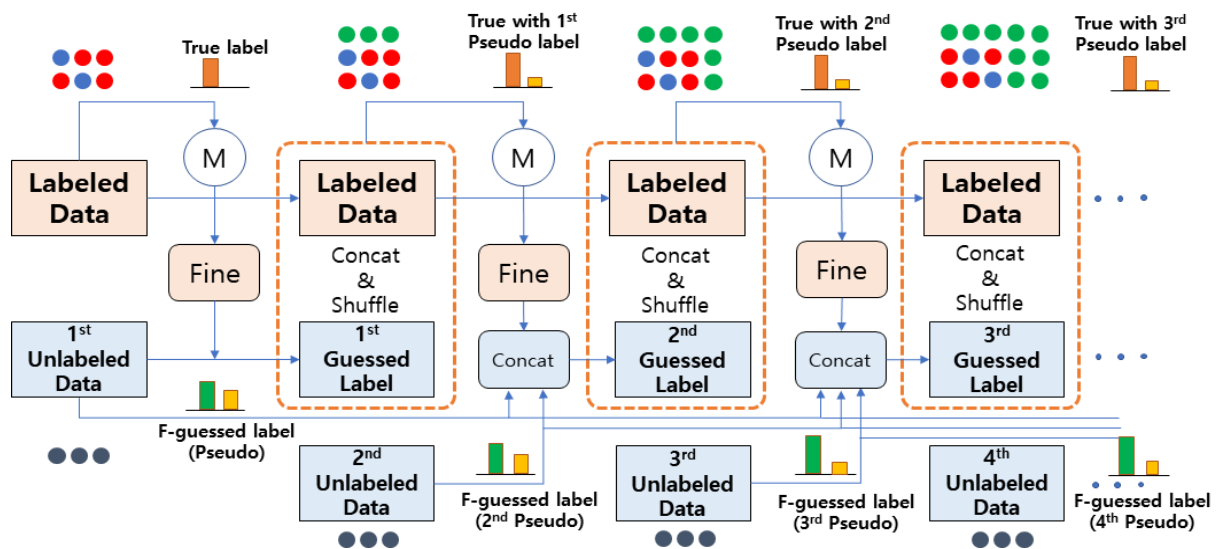 True label
True with 1st
Pseudo label
True with 2nd
Pseudo label
True with 3rd
Pseudo label
M
M
M
Labeled
Data
Labeled
Data
Labeled
Data
Labeled
Data
Fine
Concat
&
Shuffle
Fine
Concat
&
Shuffle
Fine
Concat
&
Shuffle
1st
Unlabeled
Data
1st
Guessed
Label
Concat
2nd
Guessed
Label
Concat
3rd
Guessed
Label
F-guessed label
(Pseudo)
2nd
Unlabeled
Data
F-guessed label
(2nd Pseudo)
3rd
Unlabeled
Data
F-guessed label
(3rd Pseudo)
4th
Unlabeled
Data
F-guessed label
(4th Pseudo)